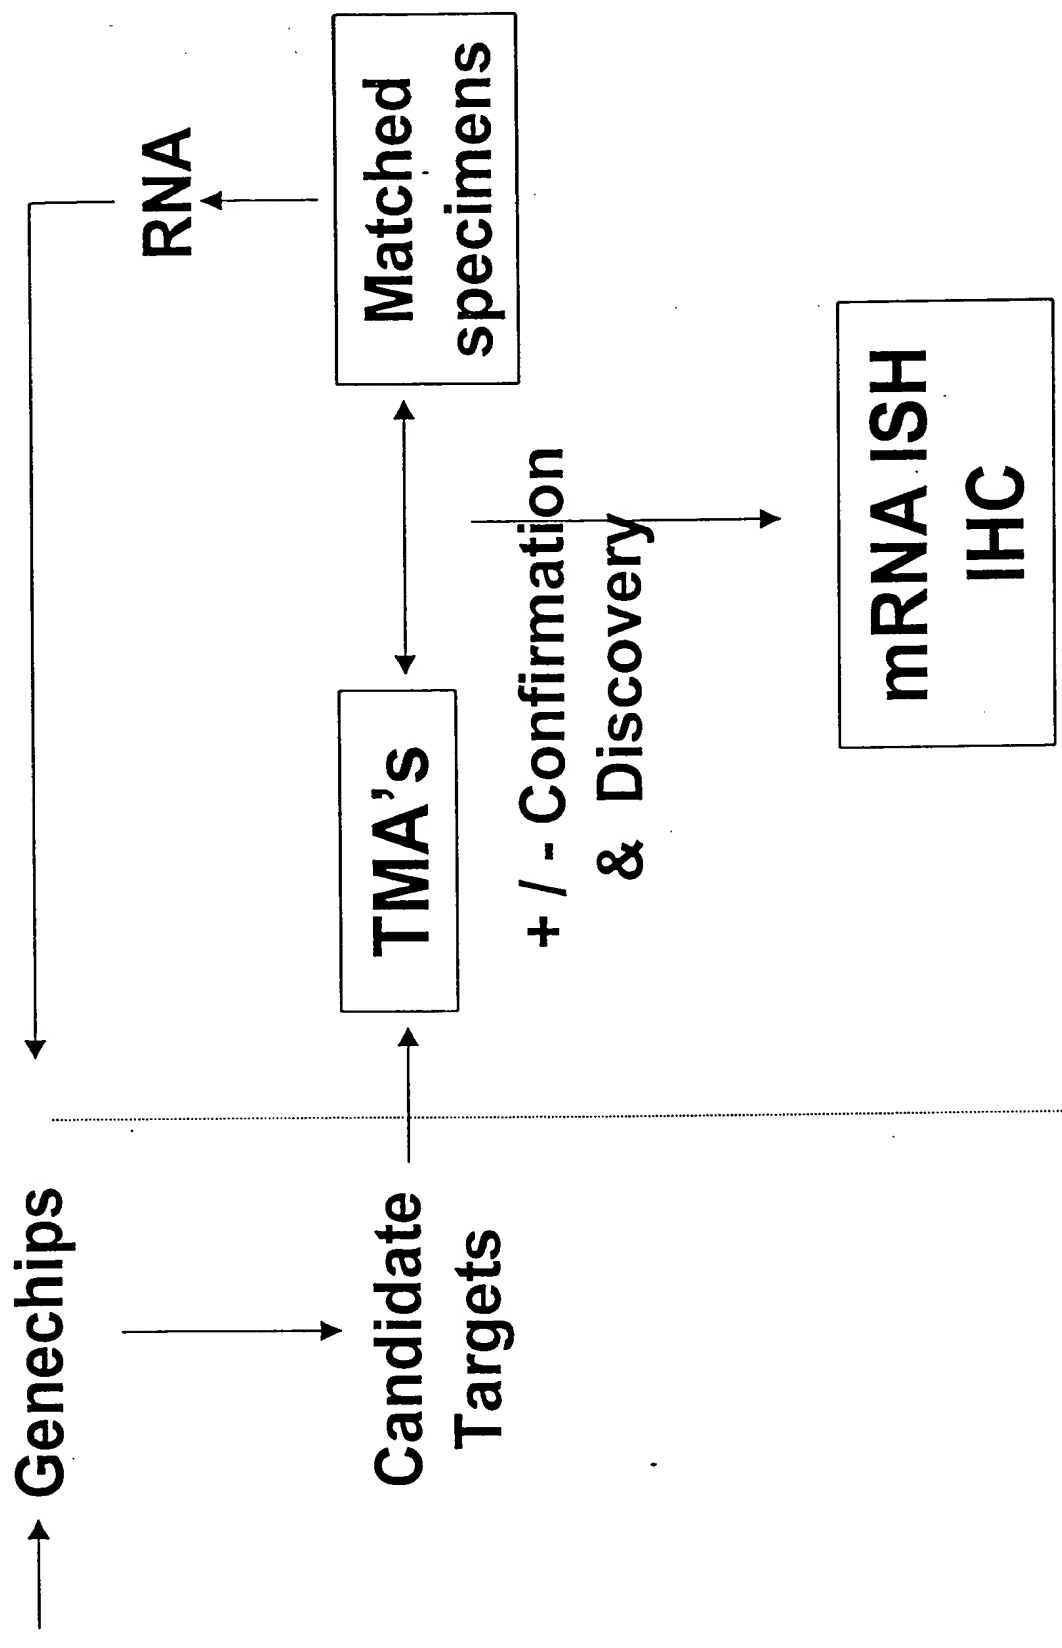 Genechips
RNA
Candidate
Targets
TMA's
Matched
specimens
+ / - Confirmation
& Discovery
mRNA ISH
IHC